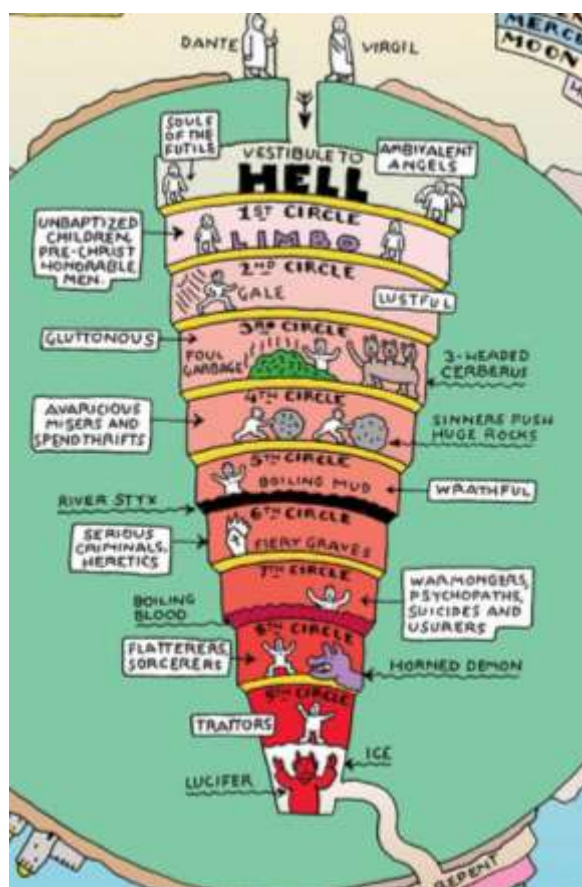 DANTE
VIRGIL
MERC
MOON
SOULS
OF THE
FUTILE
VESTIBULE TO
HELL
AMBIVALENT
ANGELS
1ST CIRCLE
LIMBO
UNBAPTIZED
CHILDREN,
PRE-CHRIST
HONORABLE
MEN.
2ND CIRCLE
GALE
LUSTFUL
GLUTTONOUS
3RD CIRCLE
FOUL
GARBAGE
3-HEADED
CERBERUS
4TH CIRCLE
AVARICIOUS
MISERS AND
SPENDTHRIFTS
SINNERS PUSH
HUGE ROCKS
5TH CIRCLE
BOILING MUD
WRATHFUL
RIVER STYX
6TH CIRCLE
FIERY GRAVES
SERIOUS
CRIMINALS,
HERETICS
7TH CIRCLE
WARMONGERS,
PSYCHOPATHS,
SUICIDES AND
USURERS
BOILING
BLOOD
8TH CIRCLE
FLATTERERS,
SORCERERS
HORNED DEMON
9TH CIRCLE
TRAITORS
ICE
LUCIFER
REPENT